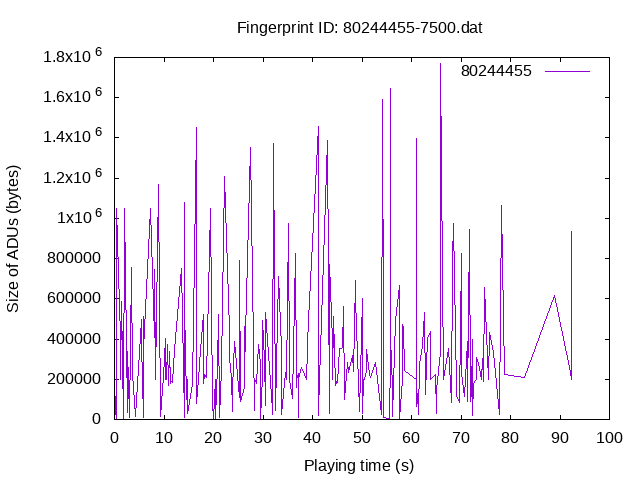 Fingerprint ID: 80244455-7500.dat
80244455
Size of ADUs (bytes)
1.8x10 6
1.6x10 6
1.4x10 6
1.2x10 6
1x10 6
800000
600000
400000
200000
0
0 10 20 30 40 50 60 70 80 90 100
Playing time (s)